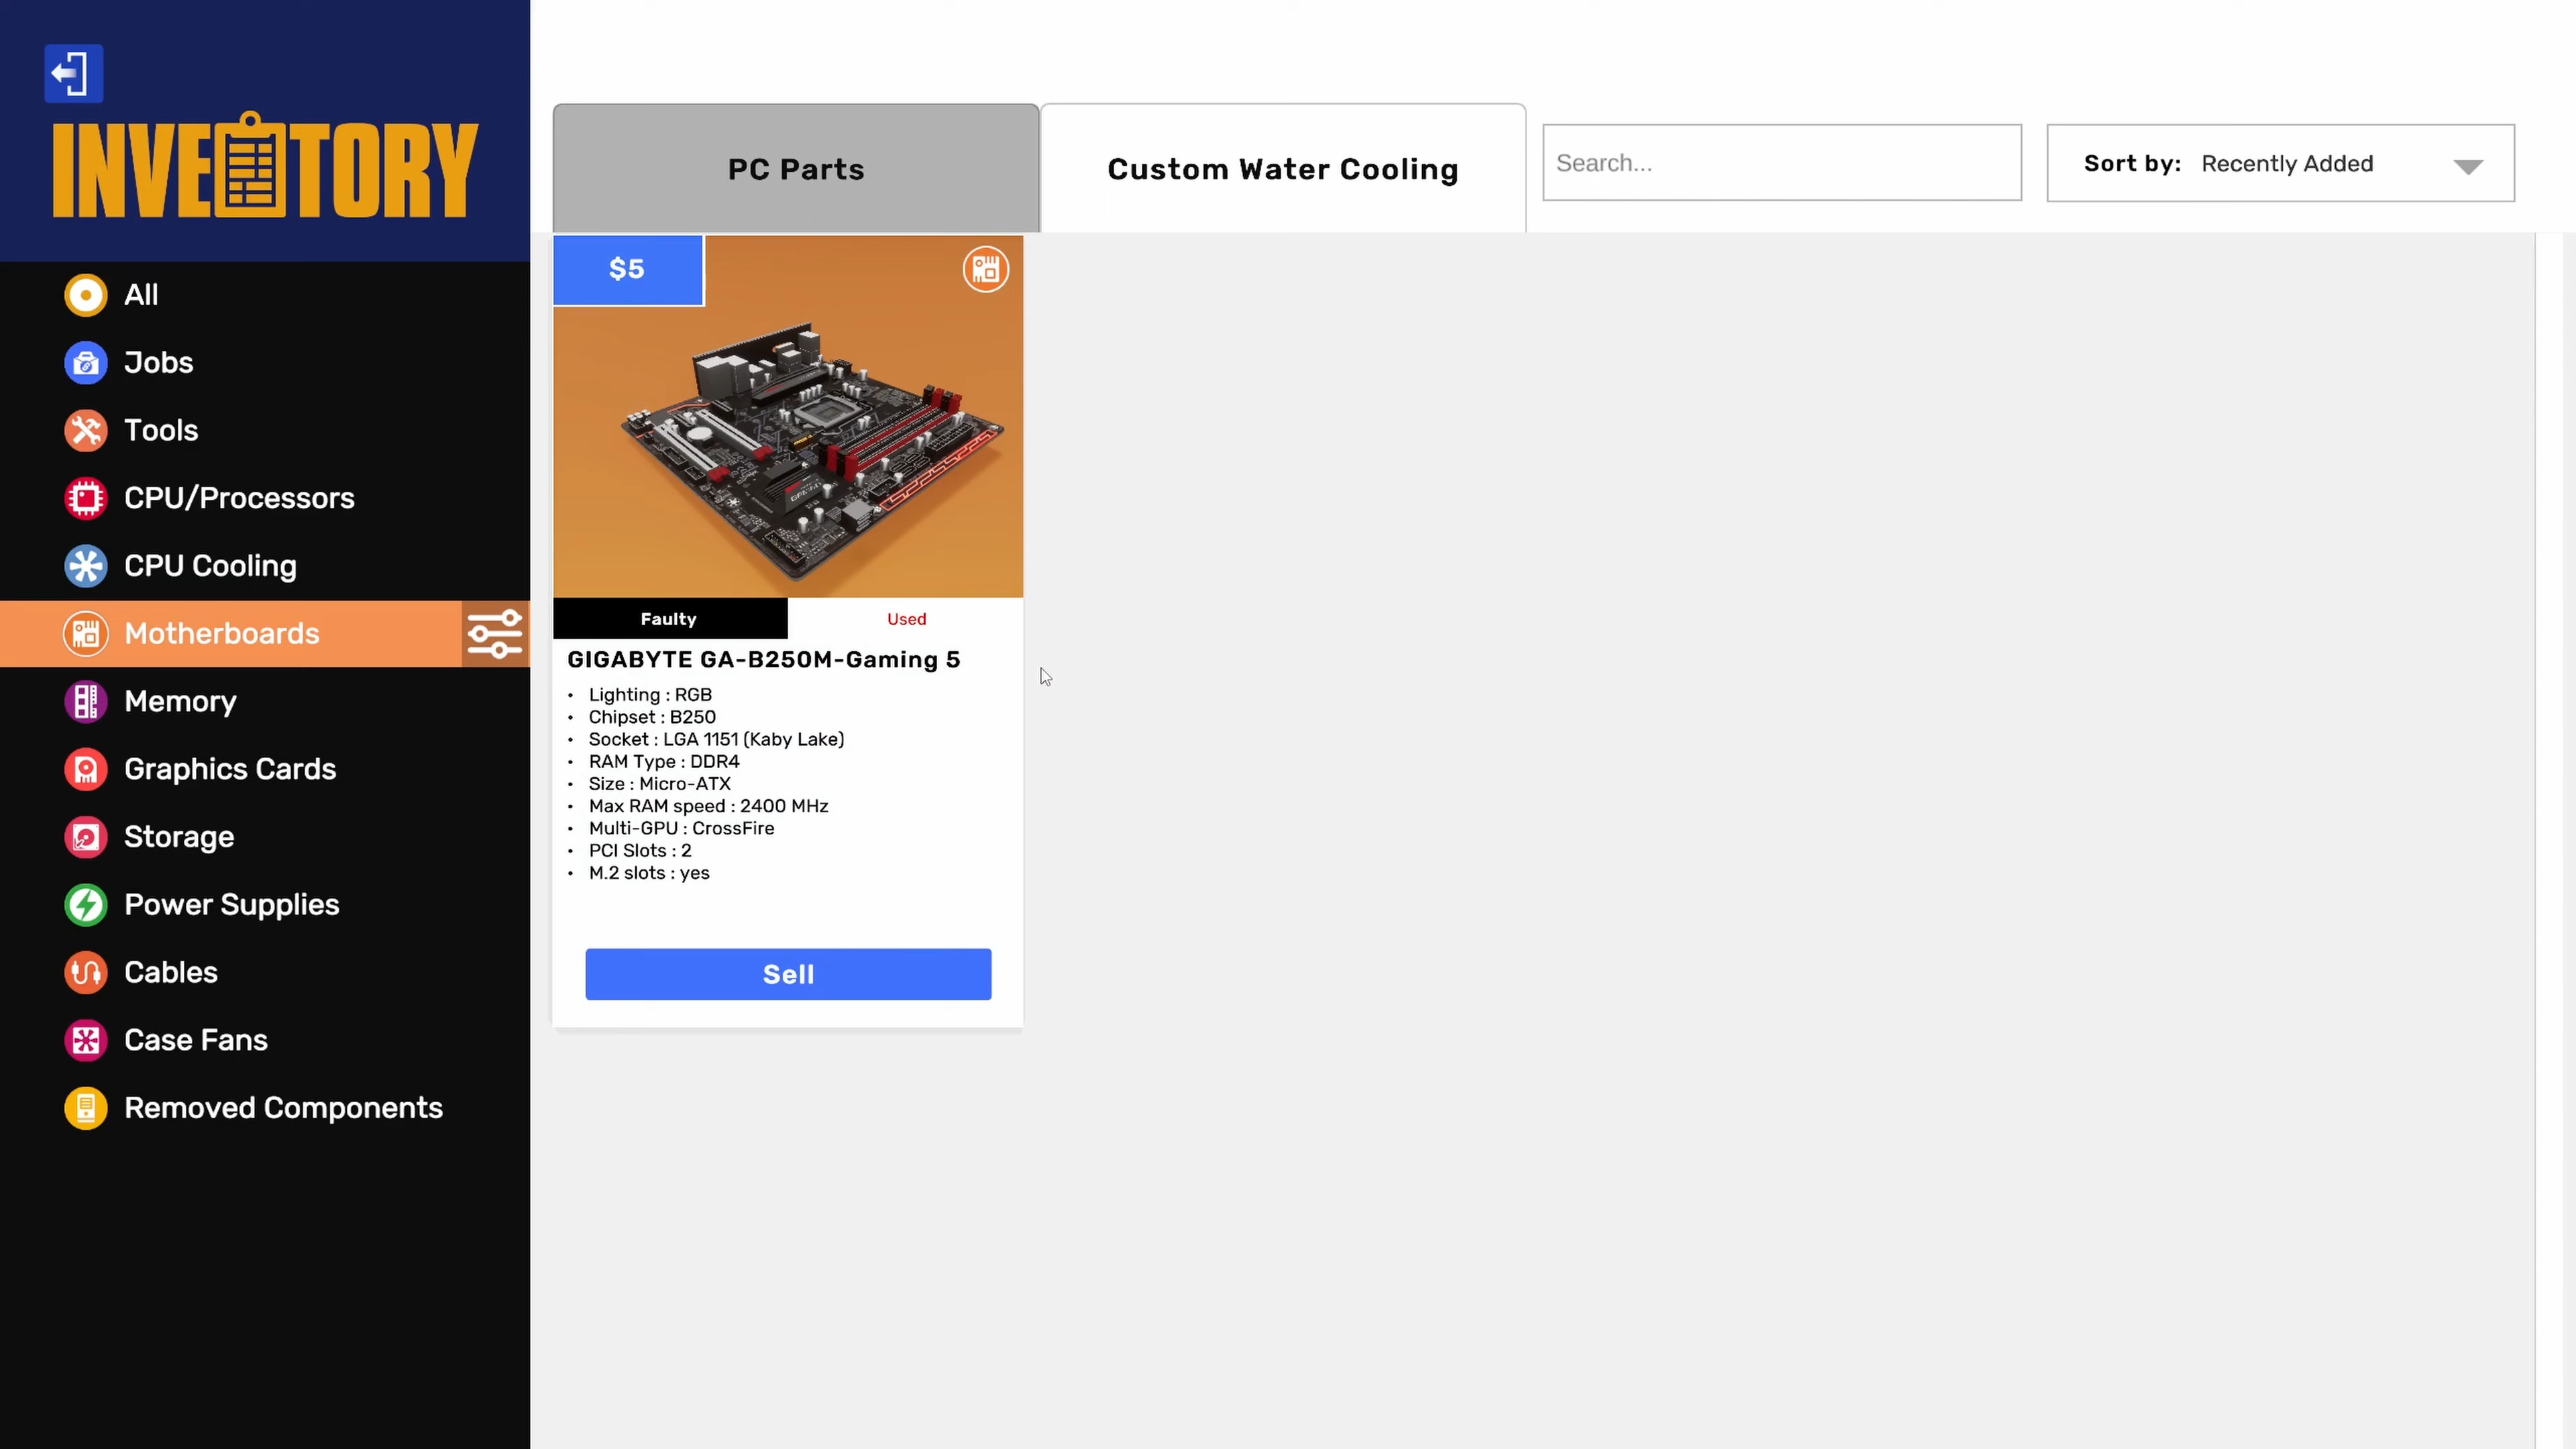 INVENTORY
All
Jobs
Tools
CPU/Processors
CPU Cooling
Motherboards
Memory
Graphics Cards
Storage
Power Supplies
Cables
Case Fans
Removed Components
PC Parts
Custom Water Cooling
Search...
Sort by: Recently Added
$5
Faulty
Used
GIGABYTE GA-B250M-Gaming 5
• Lighting : RGB
• Chipset : B250
• Socket : LGA 1151 (Kaby Lake)
• RAM Type : DDR4
• Size : Micro-ATX
• Max RAM speed : 2400 MHz
• Multi-GPU : CrossFire
• PCI Slots : 2
• M.2 slots : yes
Sell